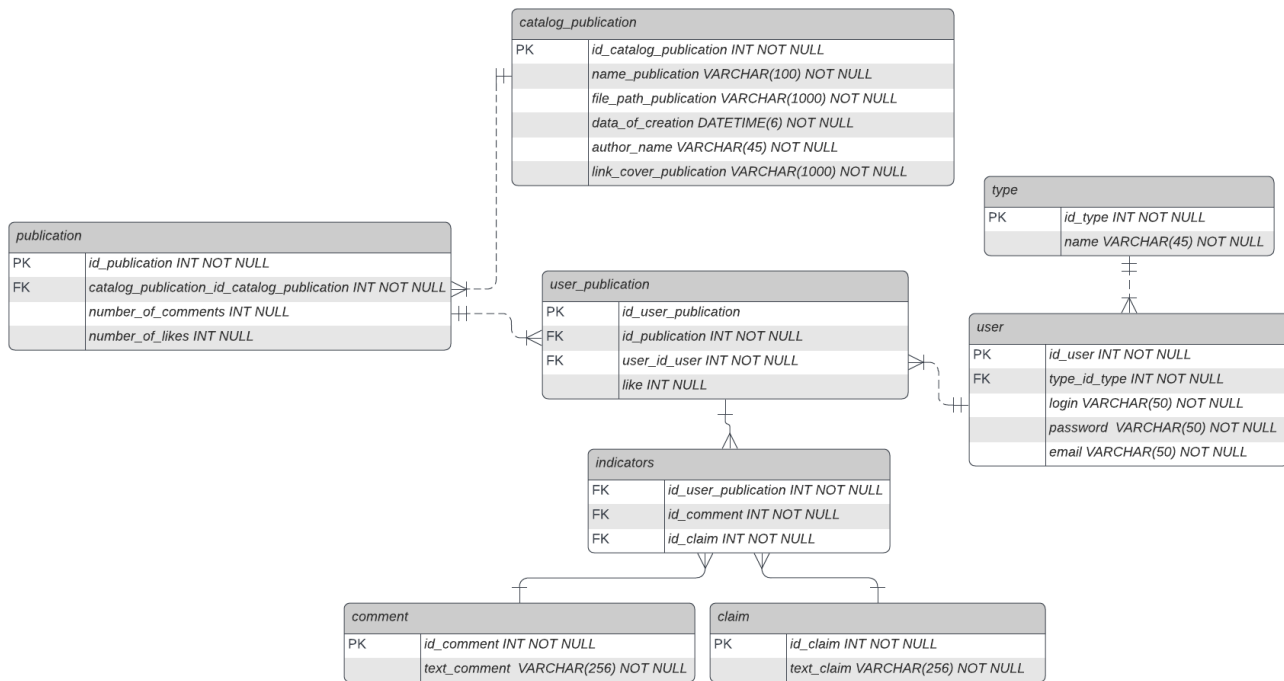 catalog_publication
PK id_catalog_publication INT NOT NULL
name_publication VARCHAR(100) NOT NULL
file_path_publication VARCHAR(1000) NOT NULL
data_of_creation DATETIME(6) NOT NULL
author_name VARCHAR(45) NOT NULL
link_cover_publication VARCHAR(1000) NOT NULL
type
PK id_type INT NOT NULL
name VARCHAR(45) NOT NULL
publication
PK id_publication INT NOT NULL
FK catalog_publication_id_catalog_publication INT NOT NULL
number_of_comments INT NULL
number_of_likes INT NULL
user_publication
PK id_user_publication
FK id_publication INT NOT NULL
FK user_id_user INT NOT NULL
like INT NULL
user
PK id_user INT NOT NULL
FK type_id_type INT NOT NULL
login VARCHAR(50) NOT NULL
password  VARCHAR(50) NOT NULL
email VARCHAR(50) NOT NULL
indicators
FK id_user_publication INT NOT NULL
FK id_comment INT NOT NULL
FK id_claim INT NOT NULL
comment
PK id_comment INT NOT NULL
text_comment  VARCHAR(256) NOT NULL
claim
PK id_claim INT NOT NULL
text_claim VARCHAR(256) NOT NULL